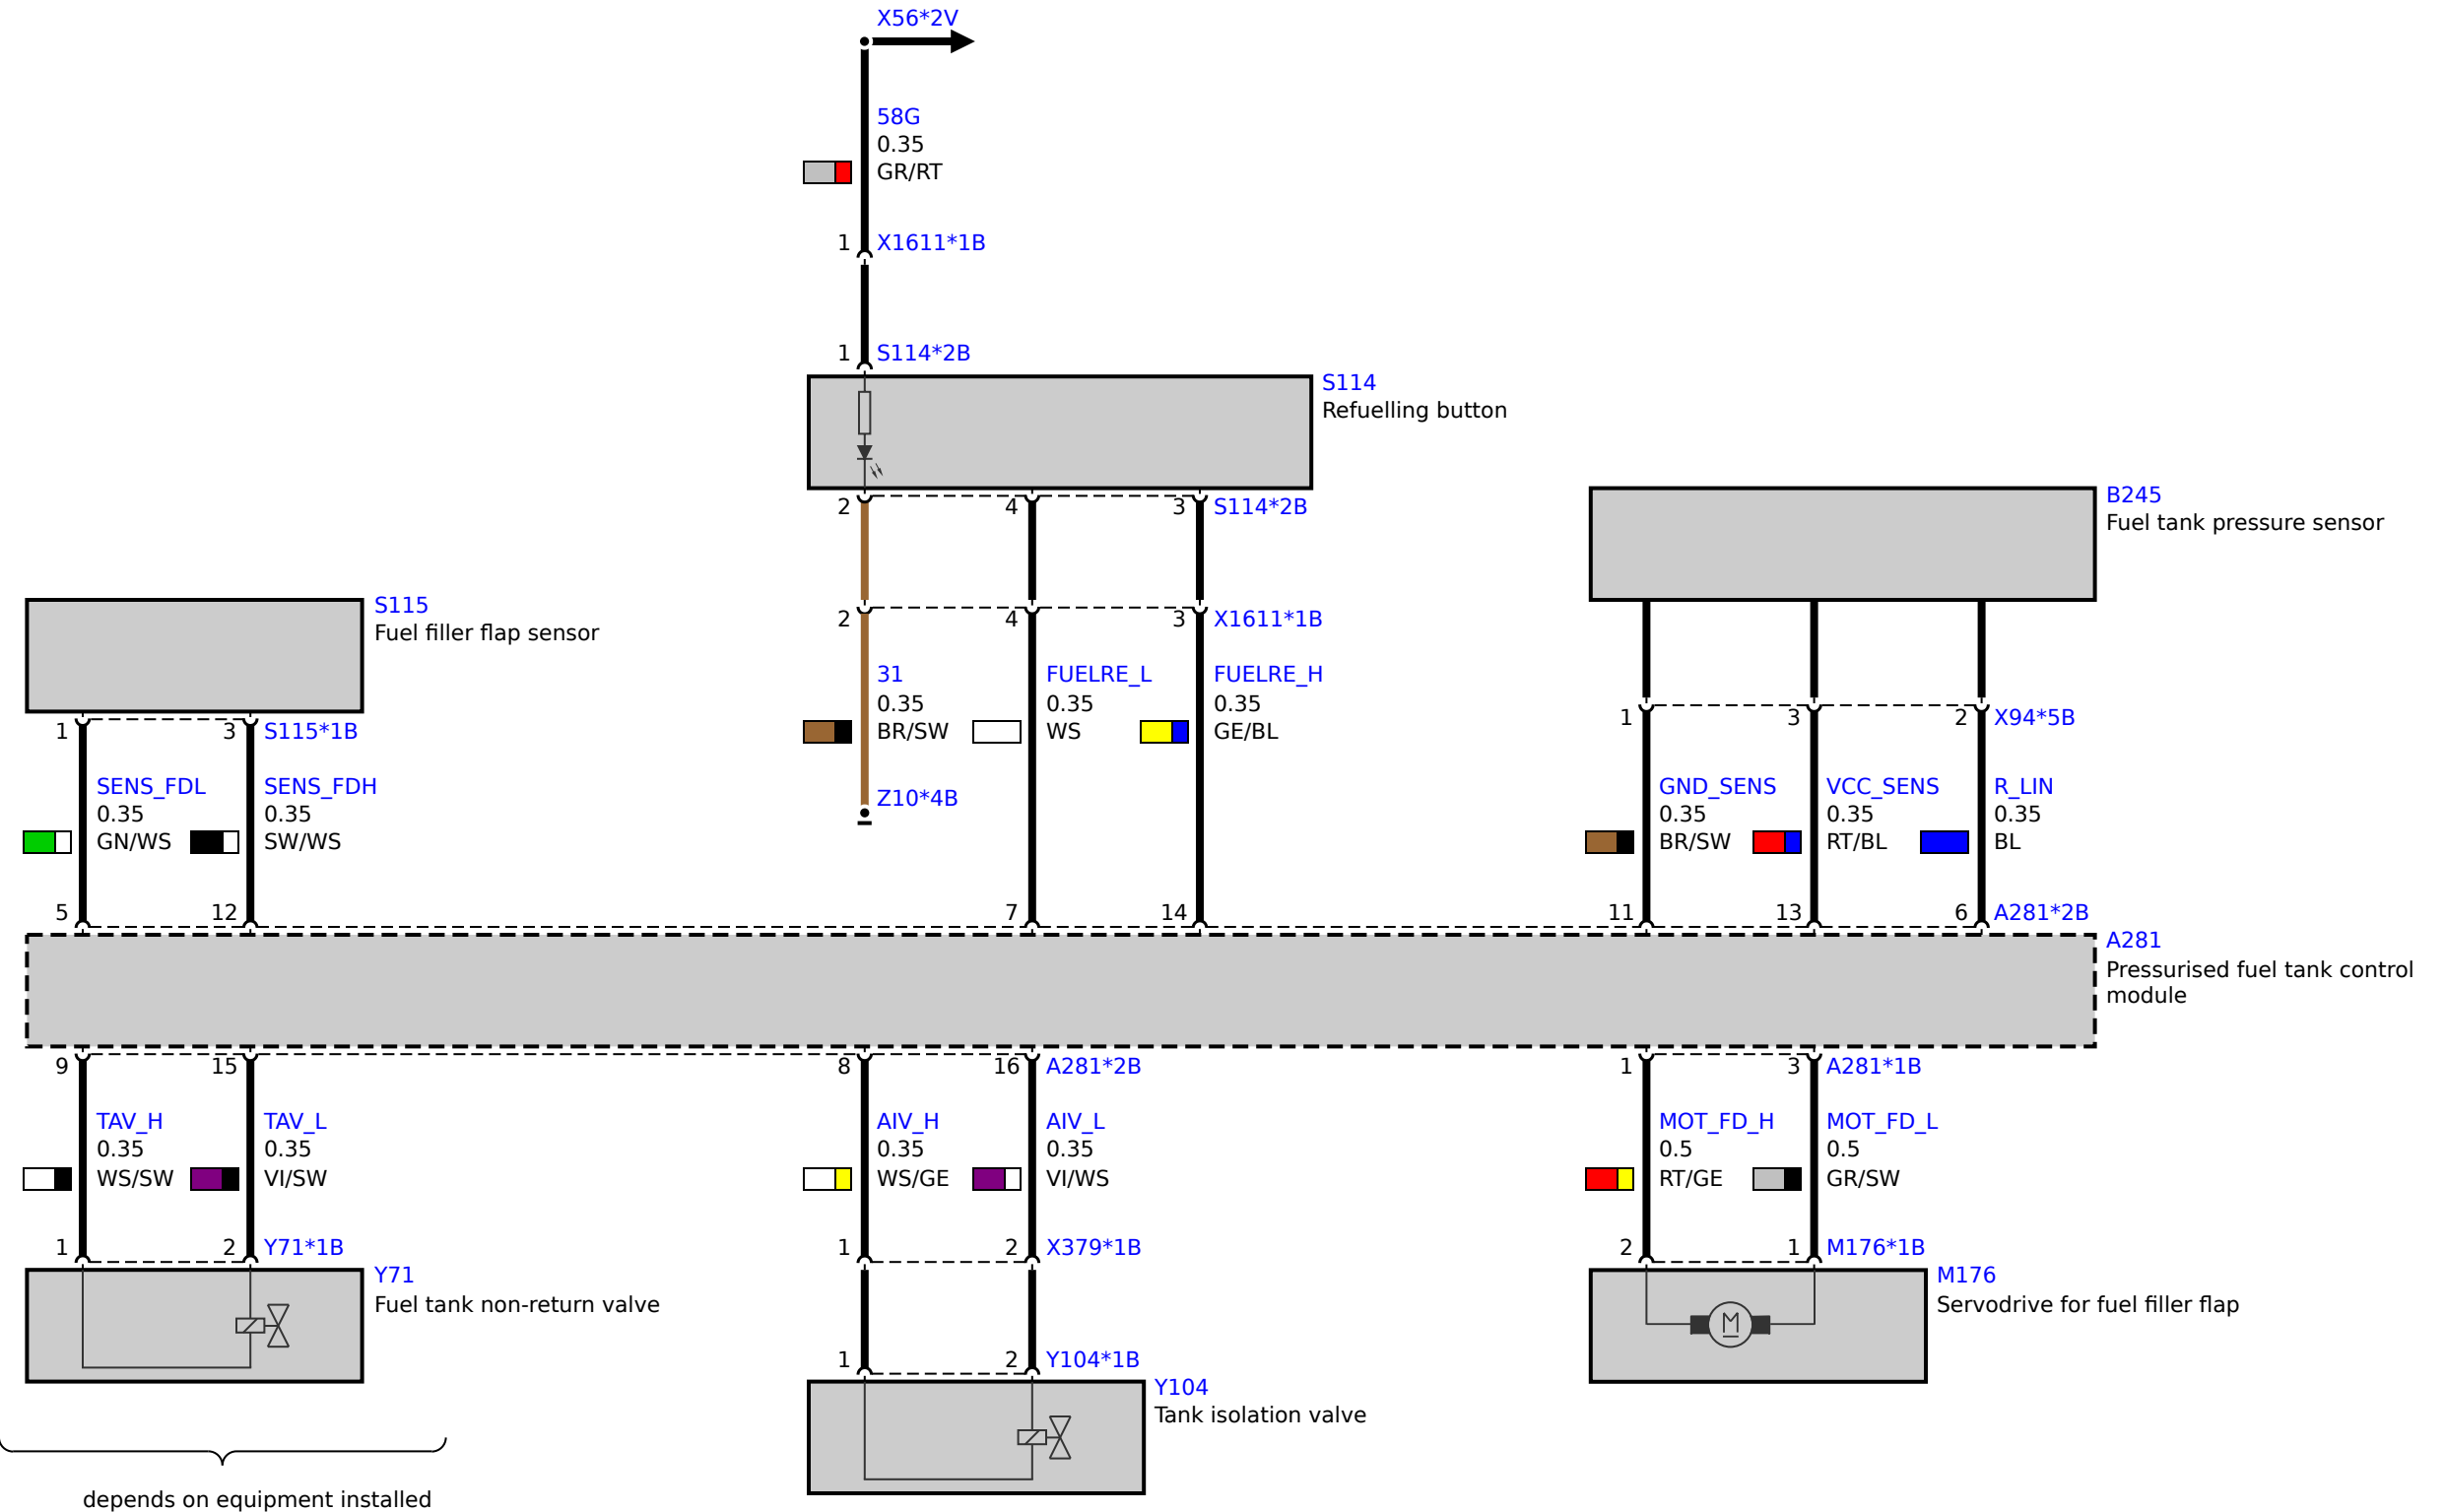 X56*2V
58G
0.35
GR/RT
1 X1611*1B
1 S114*2B
S114
Refuelling button
2 4 3 S114*2B
B245
Fuel tank pressure sensor
S115
Fuel filler flap sensor
2 4 3 X1611*1B
31 FUELRE_L FUELRE_H
0.35 0.35 0.35
BR/SW WS GE/BL
1 3 X94*5B
2
1 3 S115*1B
SENS_FDL SENS_FDH
0.35 0.35
GN/WS SW/WS
Z10*4B
GND_SENS VCC_SENS R_LIN
0.35 0.35 0.35
BR/SW RT/BL BL
5 12 7 14 11 13 6 A281*2B
A281
Pressurised fuel tank control
module
9 15 8 16 A281*2B 1 3 A281*1B
TAV_H TAV_L AIV_H AIV_L MOT_FD_H MOT_FD_L
0.35 0.35 0.35 0.35 0.5 0.5
WS/SW VI/SW WS/GE VI/WS RT/GE GR/SW
1 2 Y71*1B 1 2 X379*1B 2 1 M176*1B
Y71
Fuel tank non-return valve
M176
Servodrive for fuel filler flap
M
1 2 Y104*1B
Y104
Tank isolation valve
depends on equipment installed